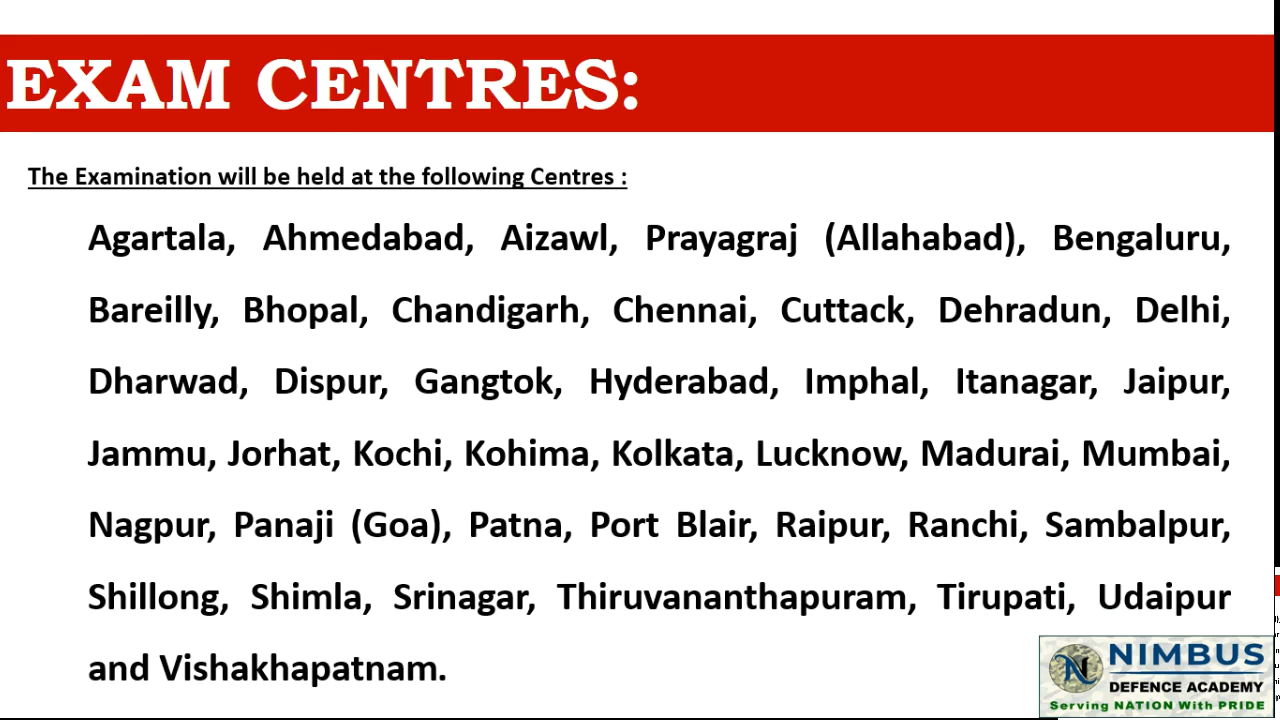 EXAM CENTRES:
The Examination will be held at the following Centres :
Agartala, Ahmedabad, Aizawl, Prayagraj (Allahabad), Bengaluru,
Bareilly, Bhopal, Chandigarh, Chennai, Cuttack, Dehradun, Delhi,
Dharwad, Dispur, Gangtok, Hyderabad, Imphal, Itanagar, Jaipur,
Jammu, Jorhat, Kochi, Kohima, Kolkata, Lucknow, Madurai, Mumbai,
Nagpur, Panaji (Goa), Patna, Port Blair, Raipur, Ranchi, Sambalpur,
Shillong, Shimla, Srinagar, Thiruvananthapuram, Tirupati, Udaipur
and Vishakhapatnam.
NIMBUS
DEFENCE ACADEMY
Serving NATION With PRIDE